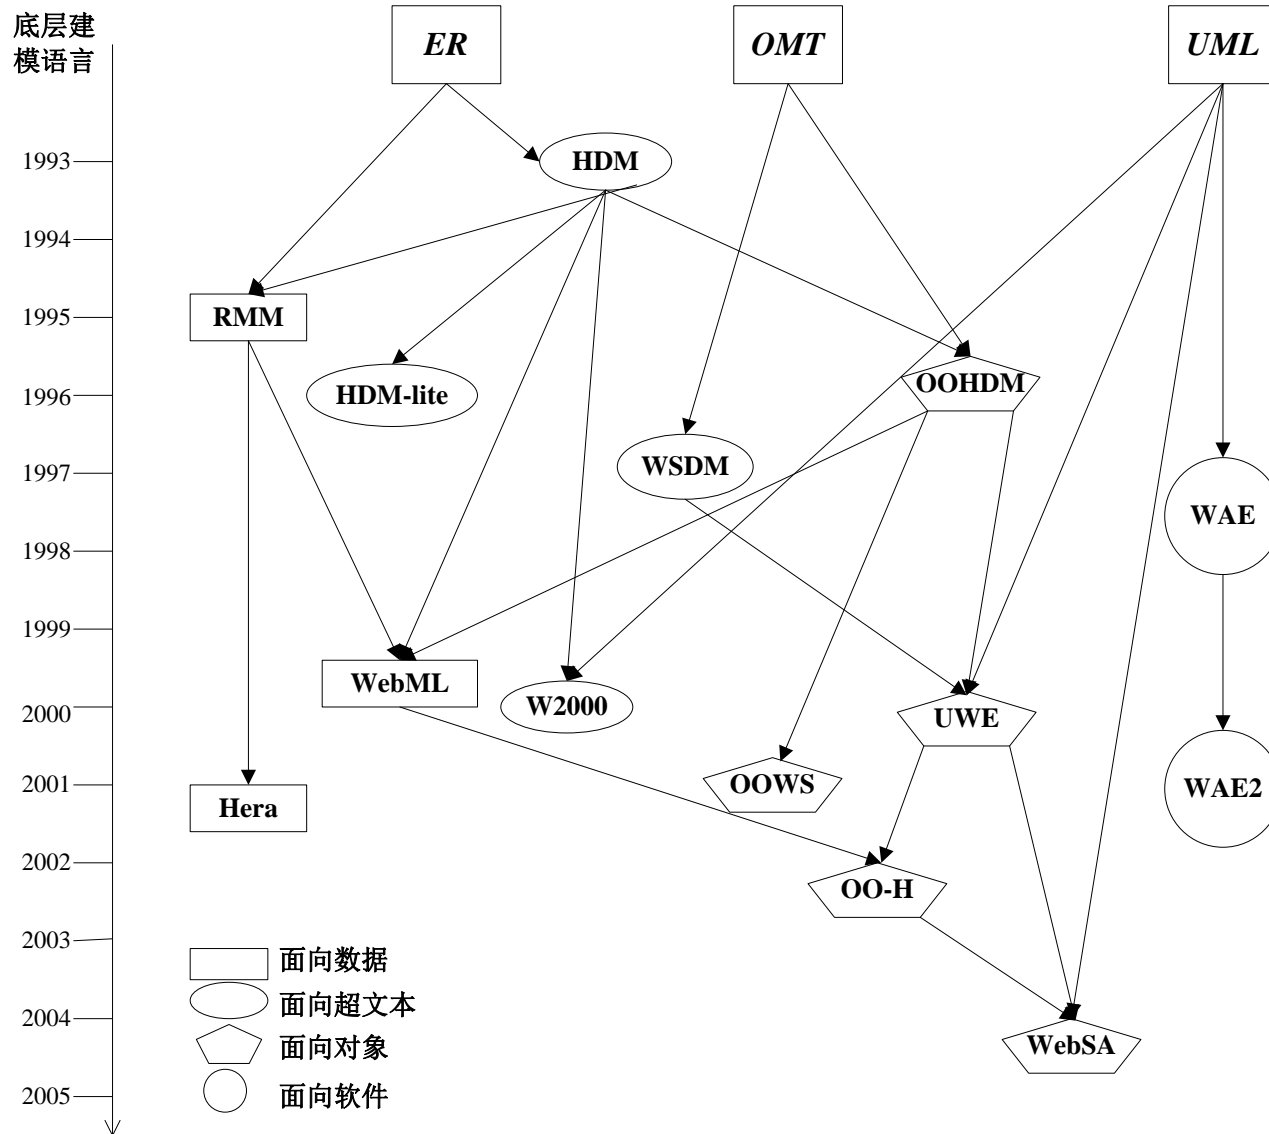 底层建
模语言
ER
OMT
UML
1993
HDM
1994
1995
RMM
1996
HDM-lite
OOHDM
1997
WSDM
WAE
1998
1999
WebML
2000
W2000
UWE
2001
OOWS
WAE2
Hera
2002
OO-H
2003
面向数据
面向超文本
2004
面向对象
WebSA
2005
面向软件